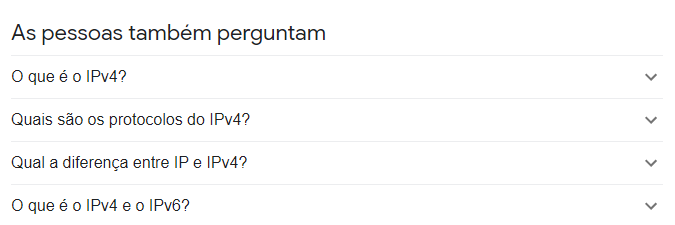 As pessoas também perguntam
O que é o IPv4?
Quais são os protocolos do IPv4?
Qual a diferença entre IP e IPv4?
O que é o IPv4 e o IPv6?